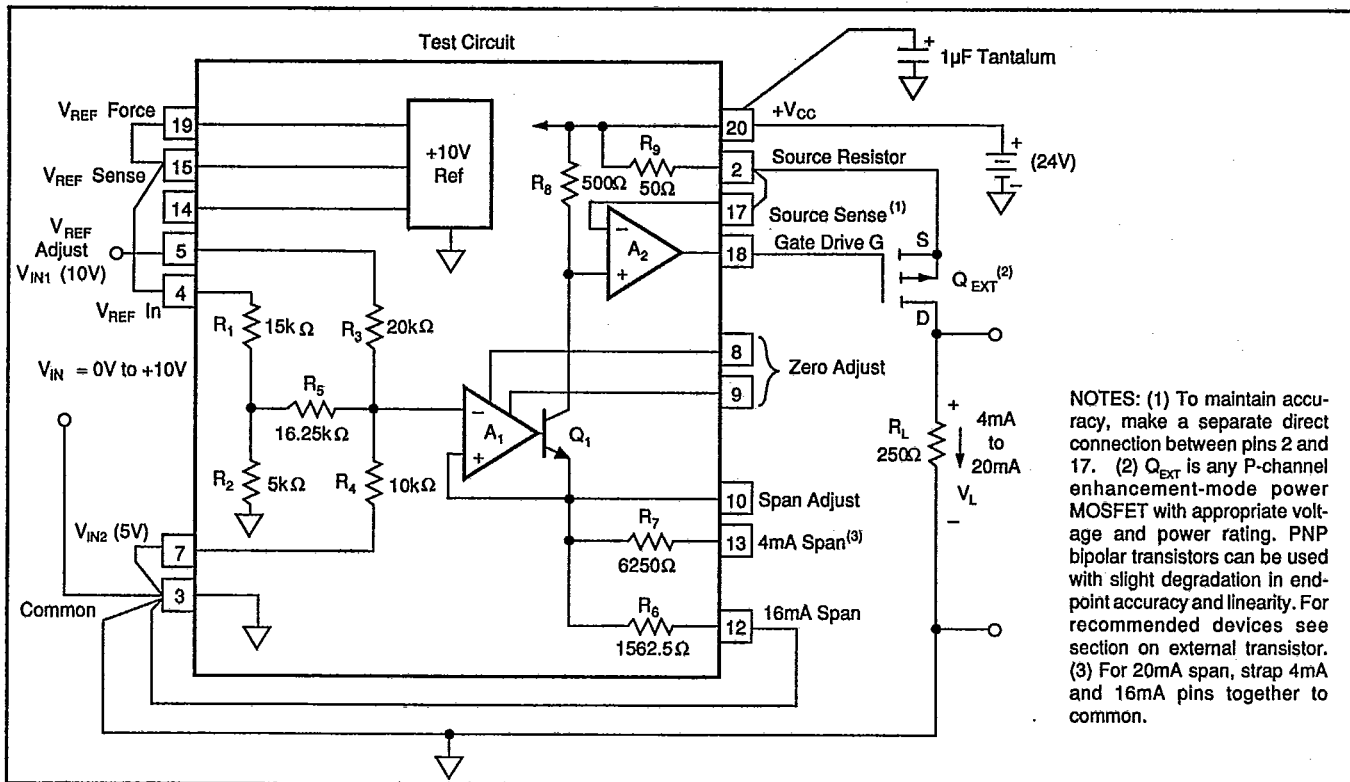 Test Circuit
1µF Tantalum
V_REF Force
19
15
V_REF Sense
14
V_REF
Adjust
5
V_IN1 (10V)
4
V_REF In
+10V
Ref
R_9
50Ω
R_8
500Ω
20
+V_CC
2
Source Resistor
(24V)
17
Source Sense(1)
18
Gate Drive G
A_2
S
Q_EXT(2)
D
R_1
15kΩ
R_3
20kΩ
V_IN = 0V to +10V
R_5
16.25kΩ
R_2
5kΩ
R_4
10kΩ
A_1
Q_1
8
9
Zero Adjust
R_L
250Ω
4mA
to
20mA
V_L
10
Span Adjust
R_7
6250Ω
13
4mA Span(3)
V_IN2 (5V)
7
3
Common
R_6
1562.5Ω
12
16mA Span
NOTES: (1) To maintain accu-
racy, make a separate direct
connection between pins 2 and
17. (2) Q_EXT is any P-channel
enhancement-mode power
MOSFET with appropriate volt-
age and power rating. PNP
bipolar transistors can be used
with slight degradation in end-
point accuracy and linearity. For
recommended devices see
section on external transistor.
(3) For 20mA span, strap 4mA
and 16mA pins together to
common.